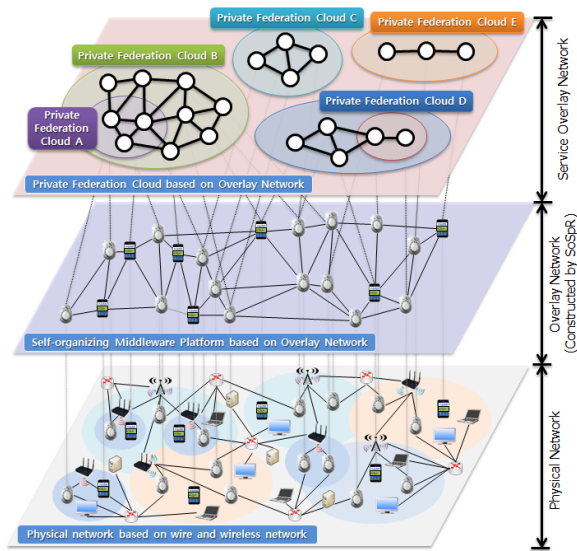 Private Federation Cloud C
Private Federation Cloud E
Private Federation Cloud B
Private
Federation
Cloud A
Private Federation Cloud D
Private Federation Cloud based on Overlay Network
Service Overlay Network
Self-organizing Middleware Platform based on Overlay Network
Overlay Network
(Constructed by SoSpR)
Physical network based on wire and wireless network
Physical Network